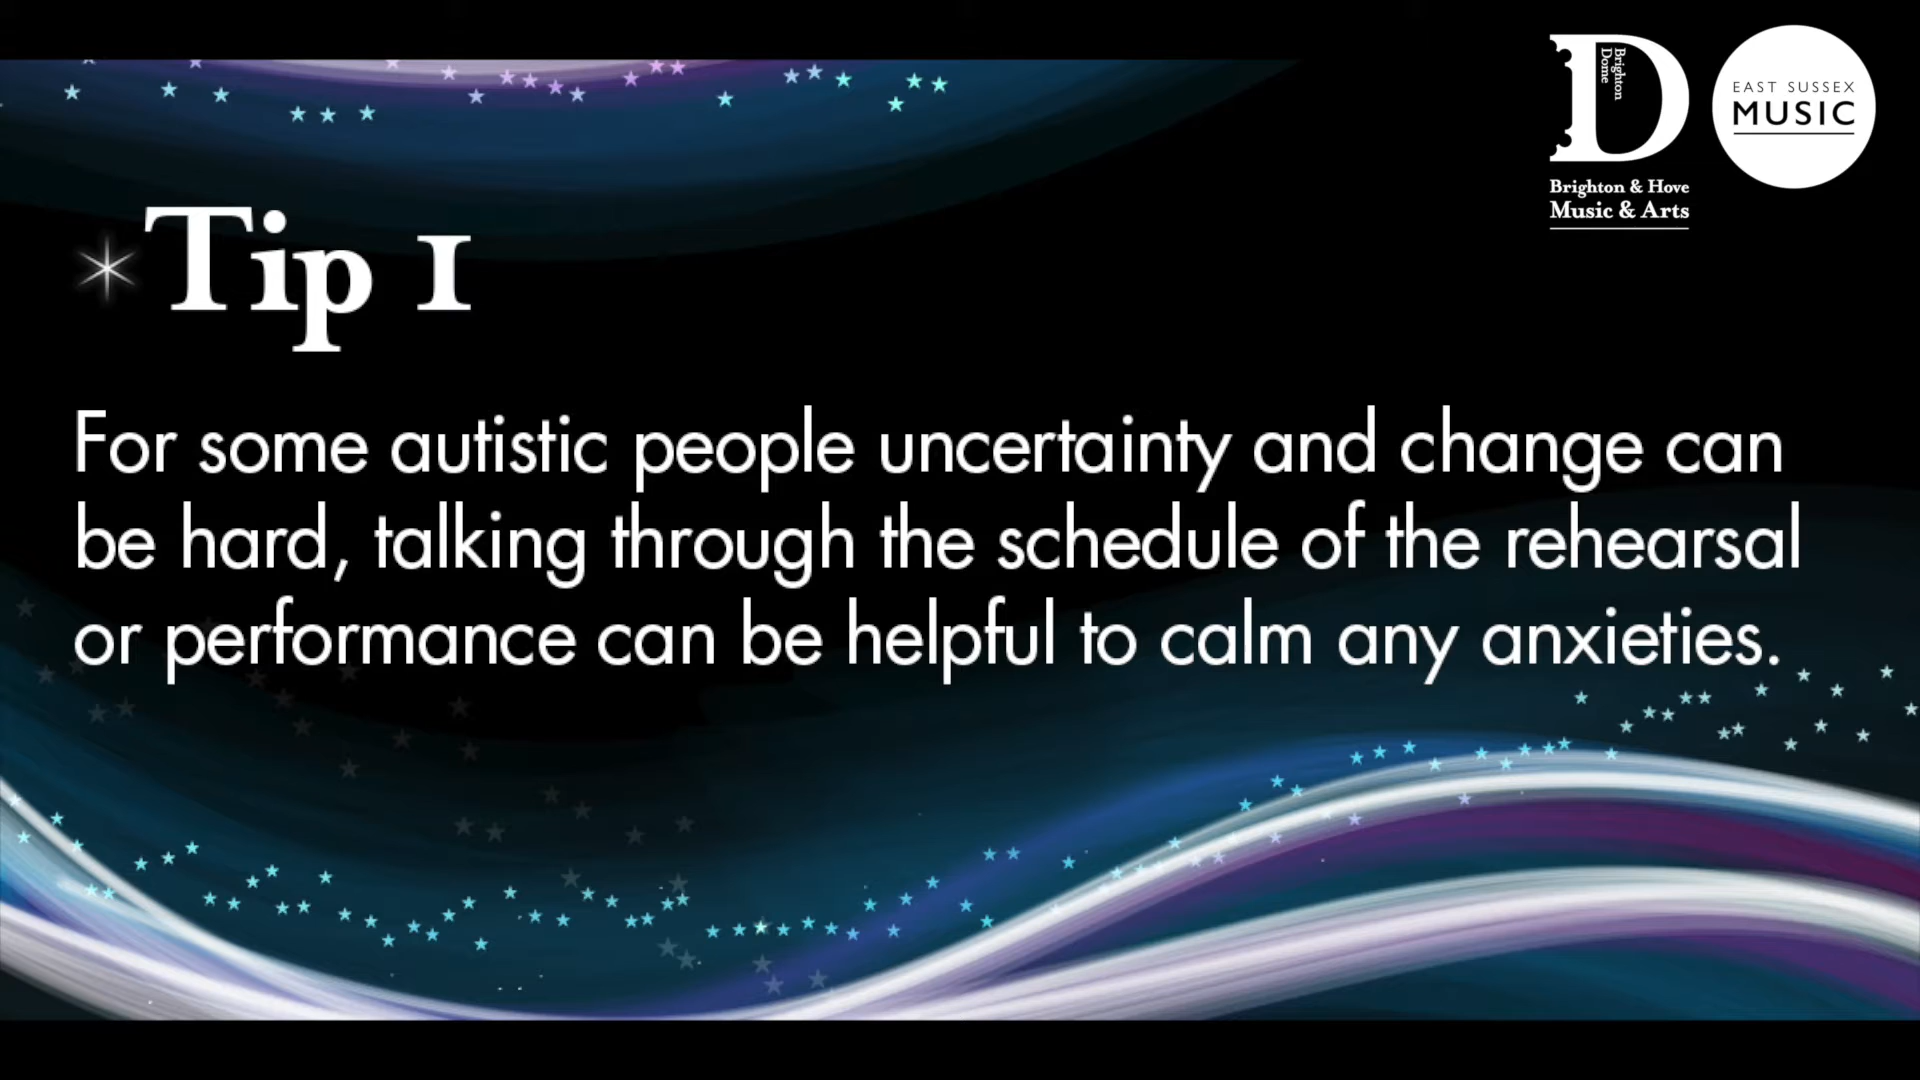 Brighton
Dome
Brighton & Hove
Music & Arts
EAST SUSSEX
MUSIC
Tip 1
For some autistic people uncertainty and change can
be hard, talking through the schedule of the rehearsal
or performance can be helpful to calm any anxieties.